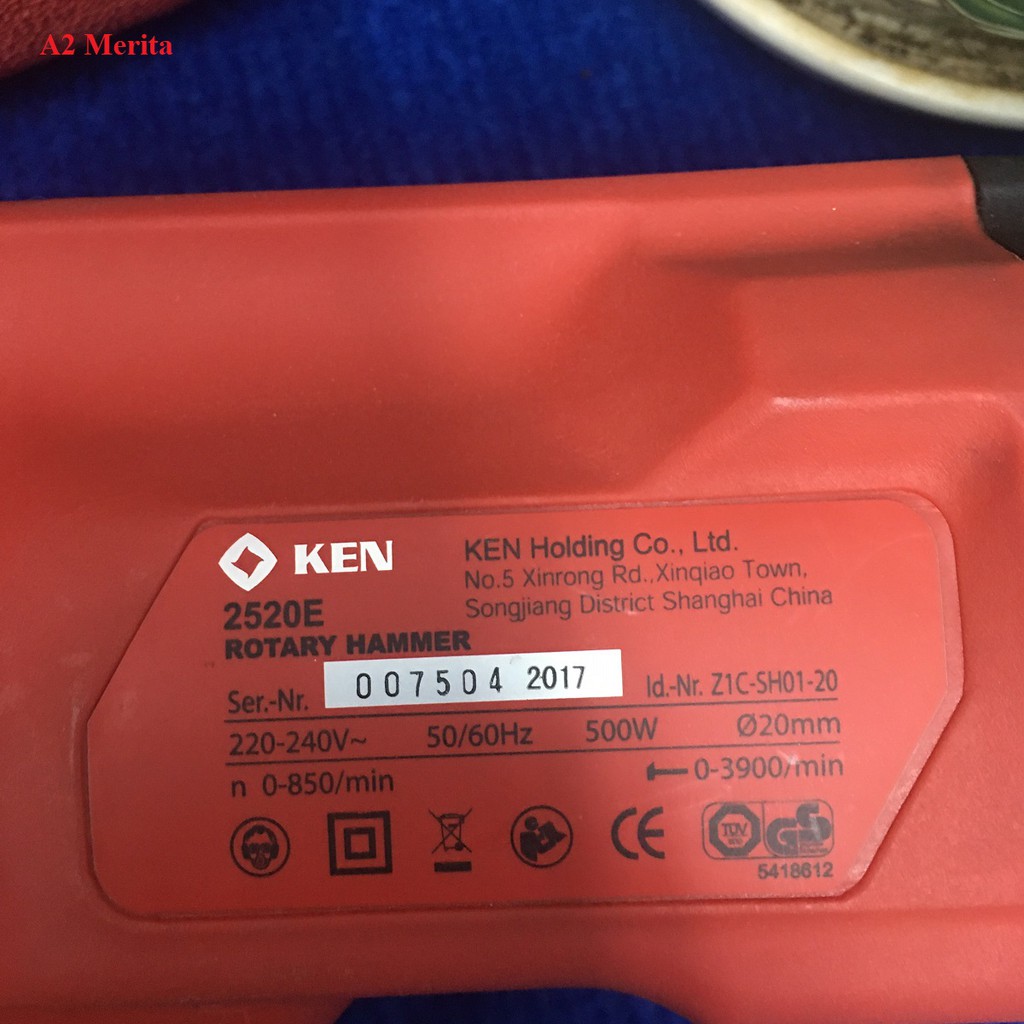 A2 Merita
KEN
KEN Holding Co., Ltd.
No.5 Xinrong Rd.,Xinqiao Town,
Songjiang District Shanghai China
2520E
ROTARY HAMMER
Ser.-Nr. 007504 2017 Id.-Nr. Z1C-SH01-20
220-240V~ 50/60Hz 500W Ø20mm
n 0-850/min 0-3900/min
CE TÜV GS
5418612